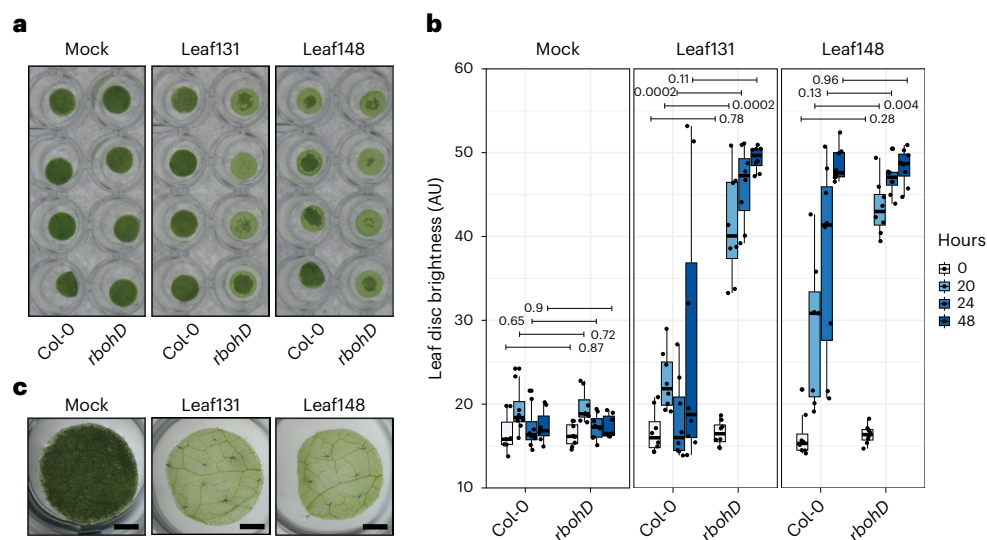 a
Mock Leaf131 Leaf148
Col-0 rbohD Col-0 rbohD Col-0 rbohD
b
Mock Leaf131 Leaf148
Leaf disc brightness (AU)
60
50
40
30
20
10
0.9
0.65
0.72
0.87
0.11
0.0002
0.0002
0.78
0.96
0.13
0.004
0.28
Col-0 rbohD Col-0 rbohD Col-0 rbohD
Hours
0
20
24
48
c
Mock Leaf131 Leaf148